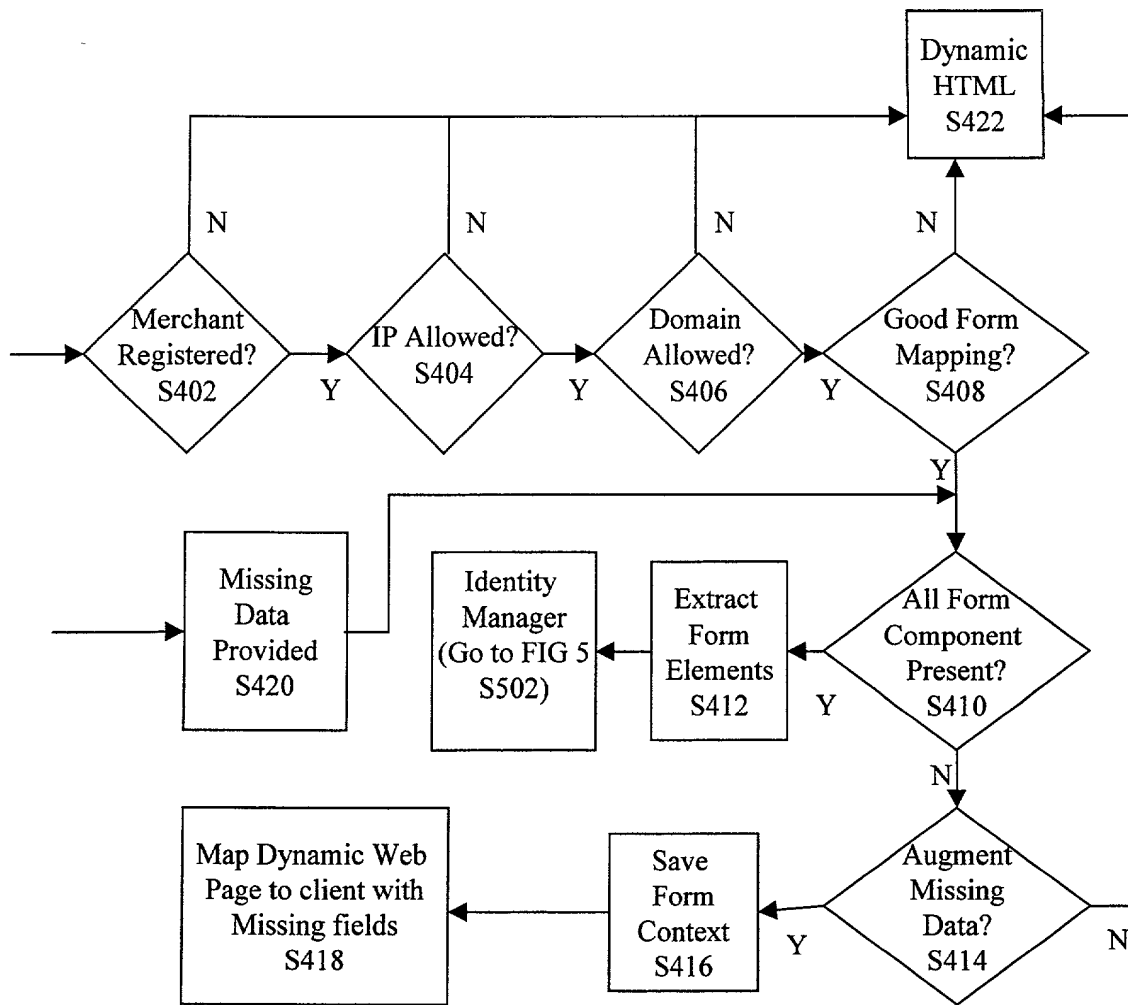 Dynamic
HTML
S422
N
N
N
N
Merchant
Registered?
S402
Y
IP Allowed?
S404
Y
Domain
Allowed?
S406
Y
Good Form
Mapping?
S408
Y
Missing
Data
Provided
S420
Identity
Manager
(Go to FIG 5
S502)
Extract
Form
Elements
S412
Y
All Form
Component
Present?
S410
N
Map Dynamic Web
Page to client with
Missing fields
S418
Save
Form
Context
S416
Y
Augment
Missing
Data?
S414
N